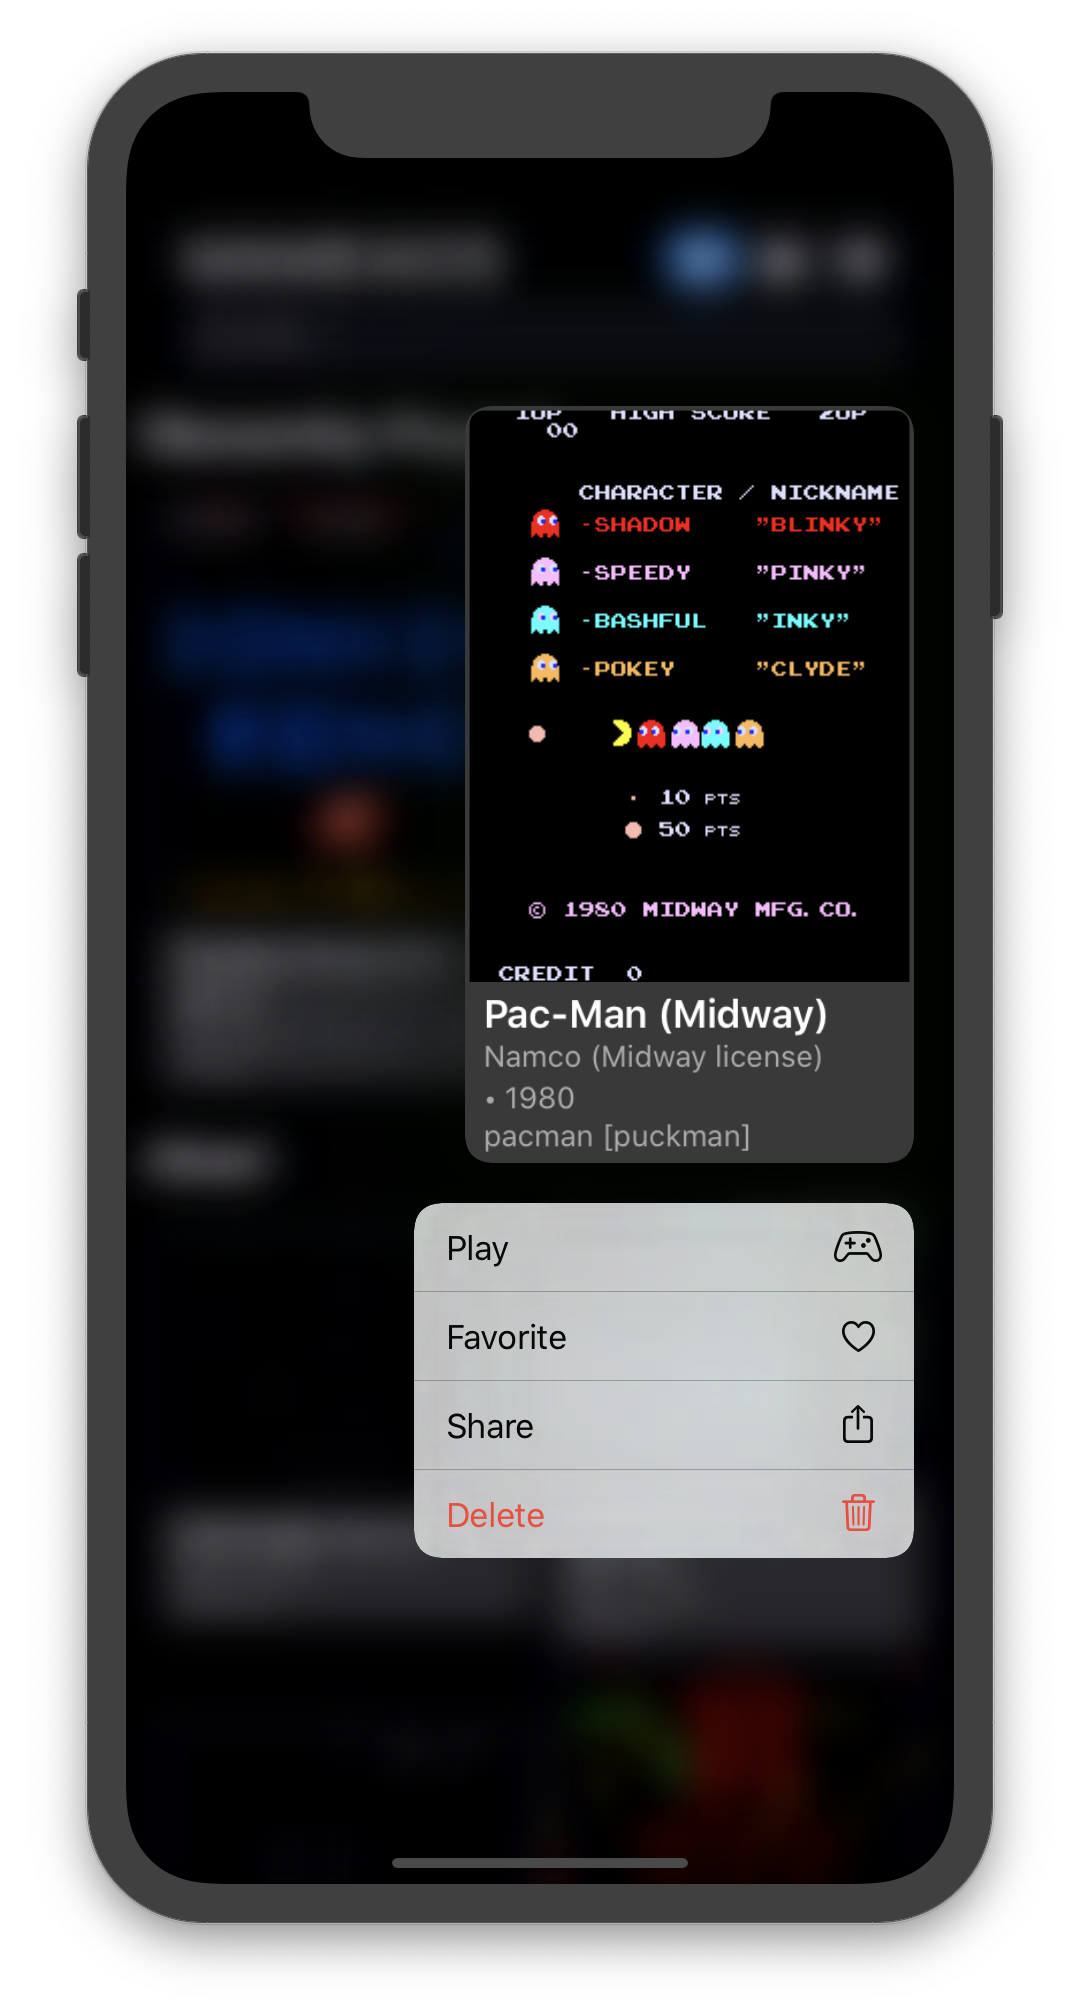 1UP HIGH SCORE 2UP
00
CHARACTER / NICKNAME
-SHADOW "BLINKY"
-SPEEDY "PINKY"
-BASHFUL "INKY"
-POKEY "CLYDE"
10 PTS
50 PTS
© 1980 MIDWAY MFG. CO.
CREDIT 0
Pac-Man (Midway)
Namco (Midway license)
• 1980
pacman [puckman]
Play
Favorite
Share
Delete